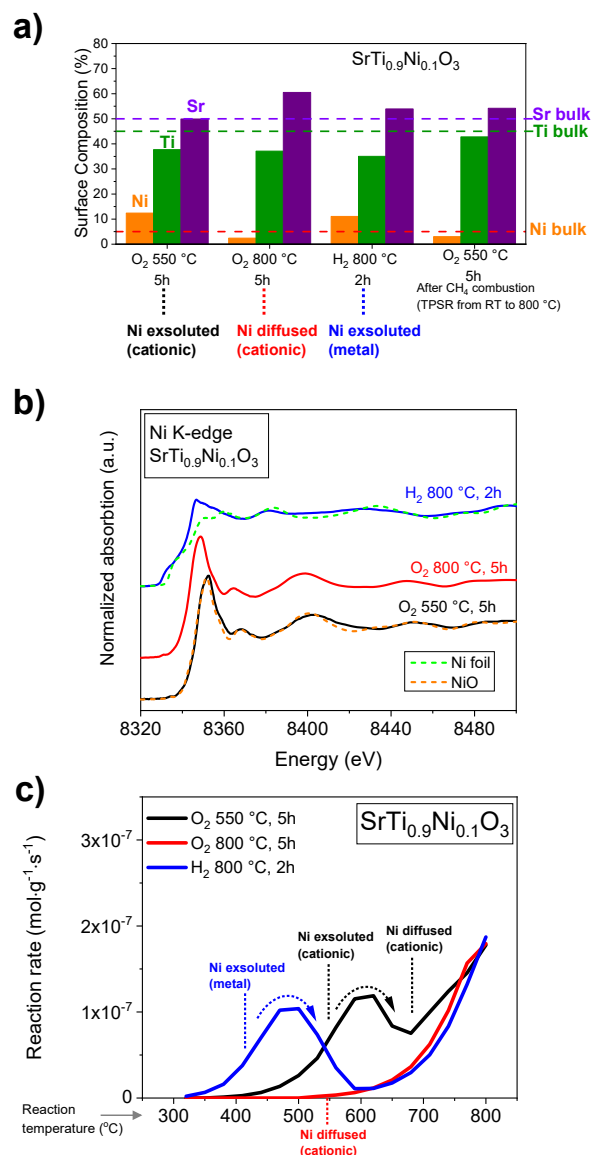 a)
SrTi0.9Ni0.1O3
Surface Composition (%)
80
70
60
50
40
30
20
10
0
Sr
Ti
Ni
Sr bulk
Ti bulk
Ni bulk
O2 550 °C
5h
O2 800 °C
5h
H2 800 °C
2h
O2 550 °C
5h
After CH4 combustion
(TPSR from RT to 800 °C)
Ni exsoluted
(cationic)
Ni diffused
(cationic)
Ni exsoluted
(metal)
b)
Ni K-edge
SrTi0.9Ni0.1O3
Normalized absorbtion (a.u.)
H2 800 °C, 2h
O2 800 °C, 5h
O2 550 °C, 5h
Ni foil
NiO
8320 8360 8400 8440 8480
Energy (eV)
c)
O2 550 °C, 5h
O2 800 °C, 5h
H2 800 °C, 2h
SrTi0.9Ni0.1O3
Reaction rate (mol·g-1·s-1)
3x10-7
2x10-7
1x10-7
0
Ni exsoluted
(metal)
Ni exsoluted
(cationic)
Ni diffused
(cationic)
300 400 500 600 700 800
Reaction
temperature (oC)
Ni diffused
(cationic)